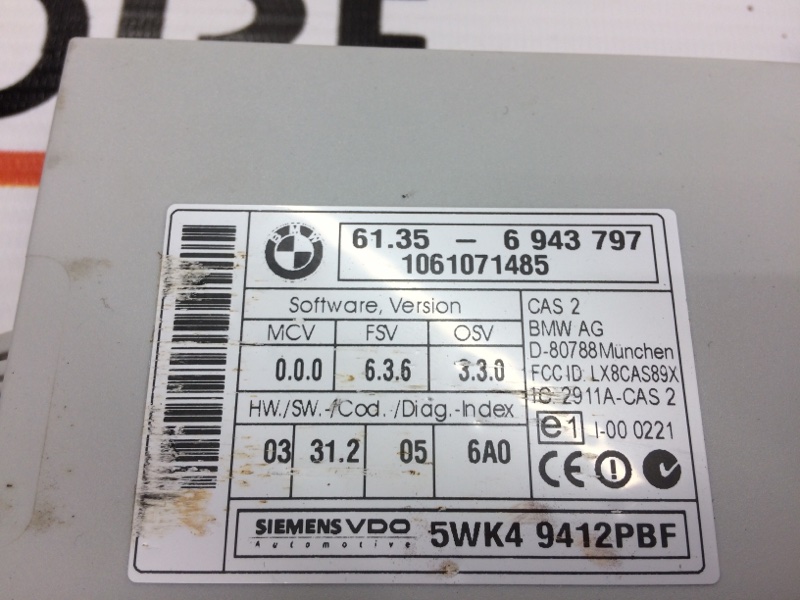 BMW
61.35 – 6 943 797
1061071485
Software, Version
MCV FSV OSV
0.0.0 6.3.6 3.3.0
HW./SW.-/Cod./Diag.-Index
03 31.2 05 6A0
CAS 2
BMW AG
D-80788 München
FCC ID: LX8CAS89X
IC 2911A-CAS 2
e1 I-00 0221
CE
SIEMENS VDO
Automotive
5WK4 9412PBF